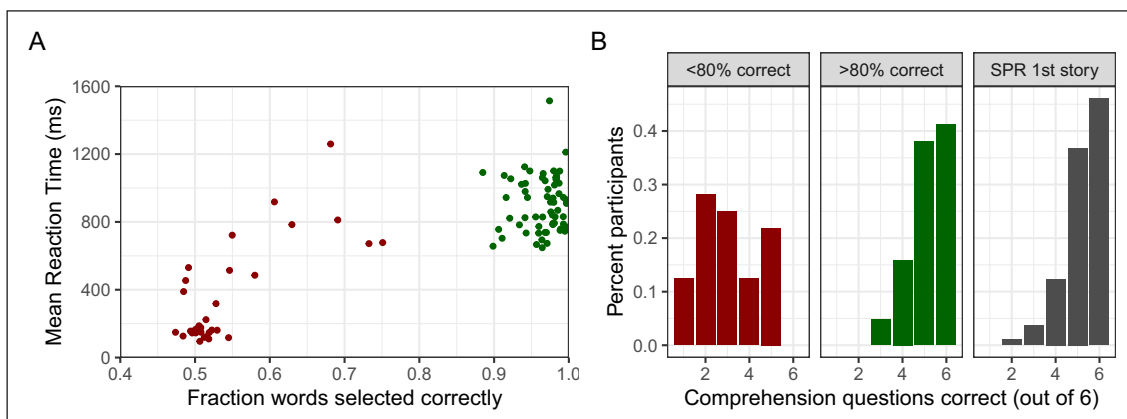 A
Mean Reaction Time (ms)
1600
1200
800
400
0
0.4 0.5 0.6 0.7 0.8 0.9 1.0
Fraction words selected correctly
B
<80% correct >80% correct SPR 1st story
Percent participants
0.4
0.3
0.2
0.1
0.0
2 4 6 2 4 6 2 4 6
Comprehension questions correct (out of 6)